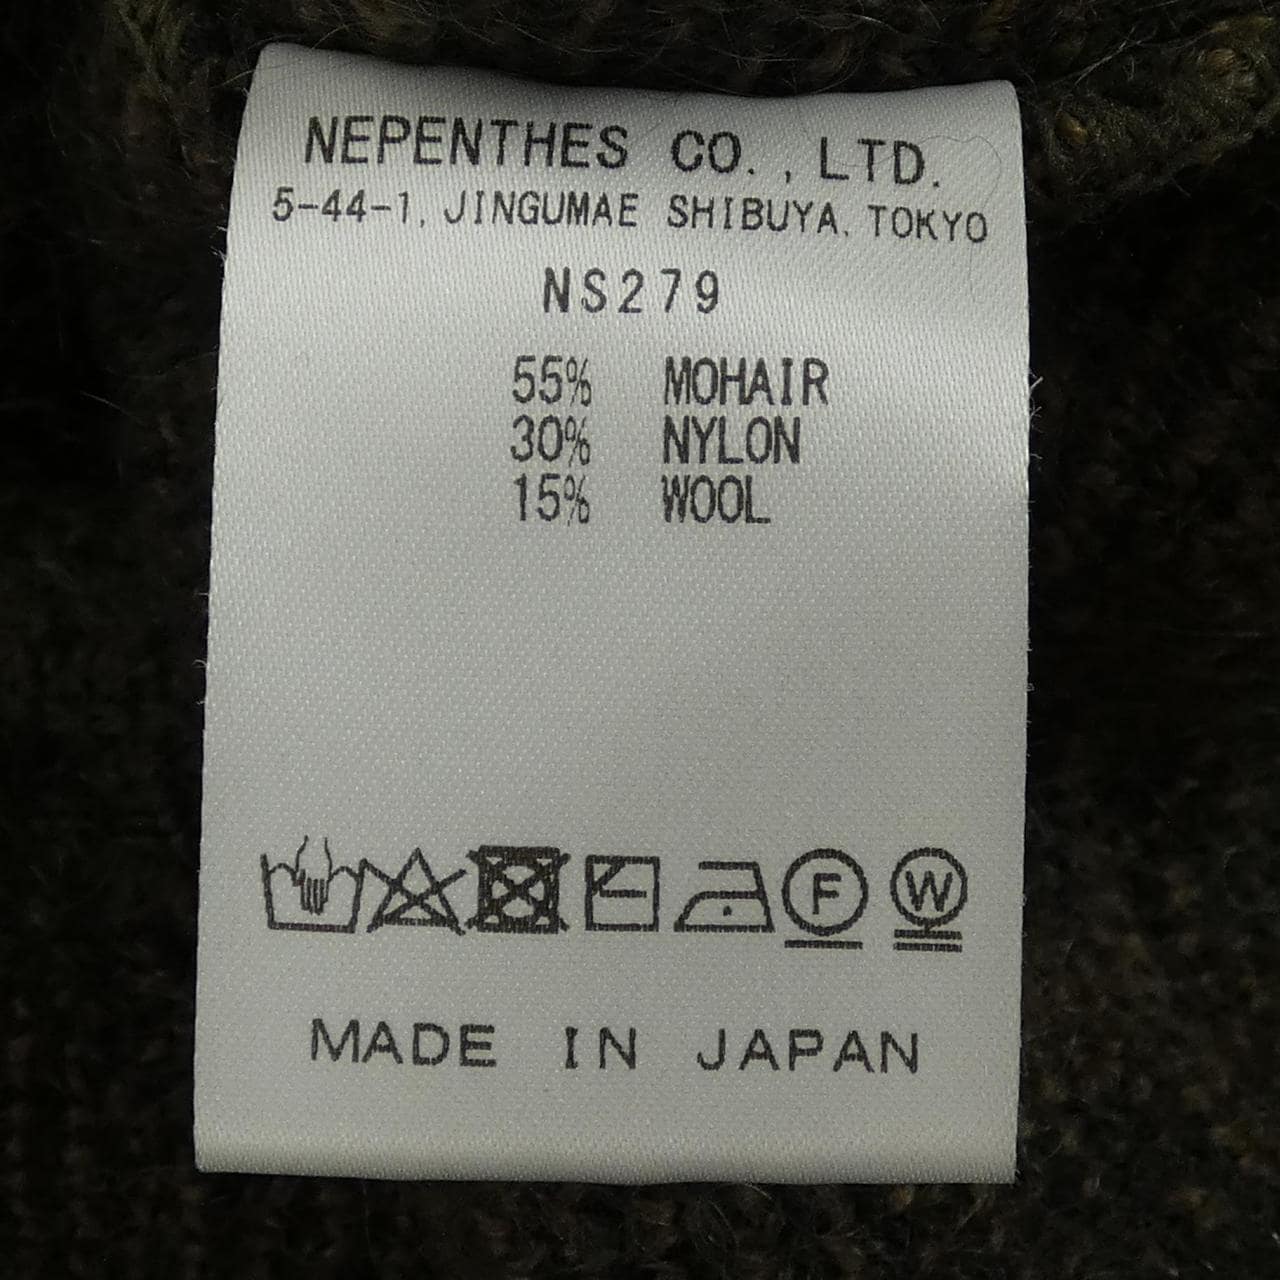 NEPENTHES CO., LTD.
5-44-1, JINGUMAE SHIBUYA, TOKYO
NS279
55% MOHAIR
30% NYLON
15% WOOL
F W
MADE IN JAPAN